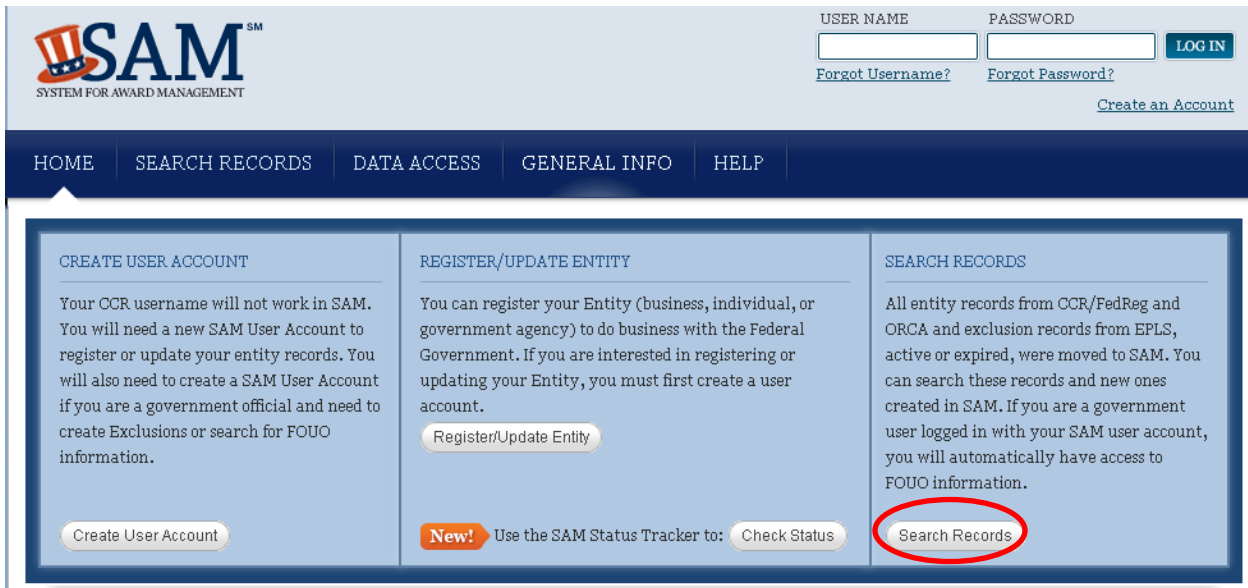 SAM SM
SYSTEM FOR AWARD MANAGEMENT
USER NAME PASSWORD
LOG IN
Forgot Username? Forgot Password?
Create an Account
HOME SEARCH RECORDS DATA ACCESS GENERAL INFO HELP
CREATE USER ACCOUNT
Your CCR username will not work in SAM.
You will need a new SAM User Account to
register or update your entity records. You
will also need to create a SAM User Account
if you are a government official and need to
create Exclusions or search for FOUO
information.
Create User Account
REGISTER/UPDATE ENTITY
You can register your Entity (business, individual, or
government agency) to do business with the Federal
Government. If you are interested in registering or
updating your Entity, you must first create a user
account.
Register/Update Entity
New! Use the SAM Status Tracker to: Check Status
SEARCH RECORDS
All entity records from CCR/FedReg and
ORCA and exclusion records from EPLS,
active or expired, were moved to SAM. You
can search these records and new ones
created in SAM. If you are a government
user logged in with your SAM user account,
you will automatically have access to
FOUO information.
Search Records